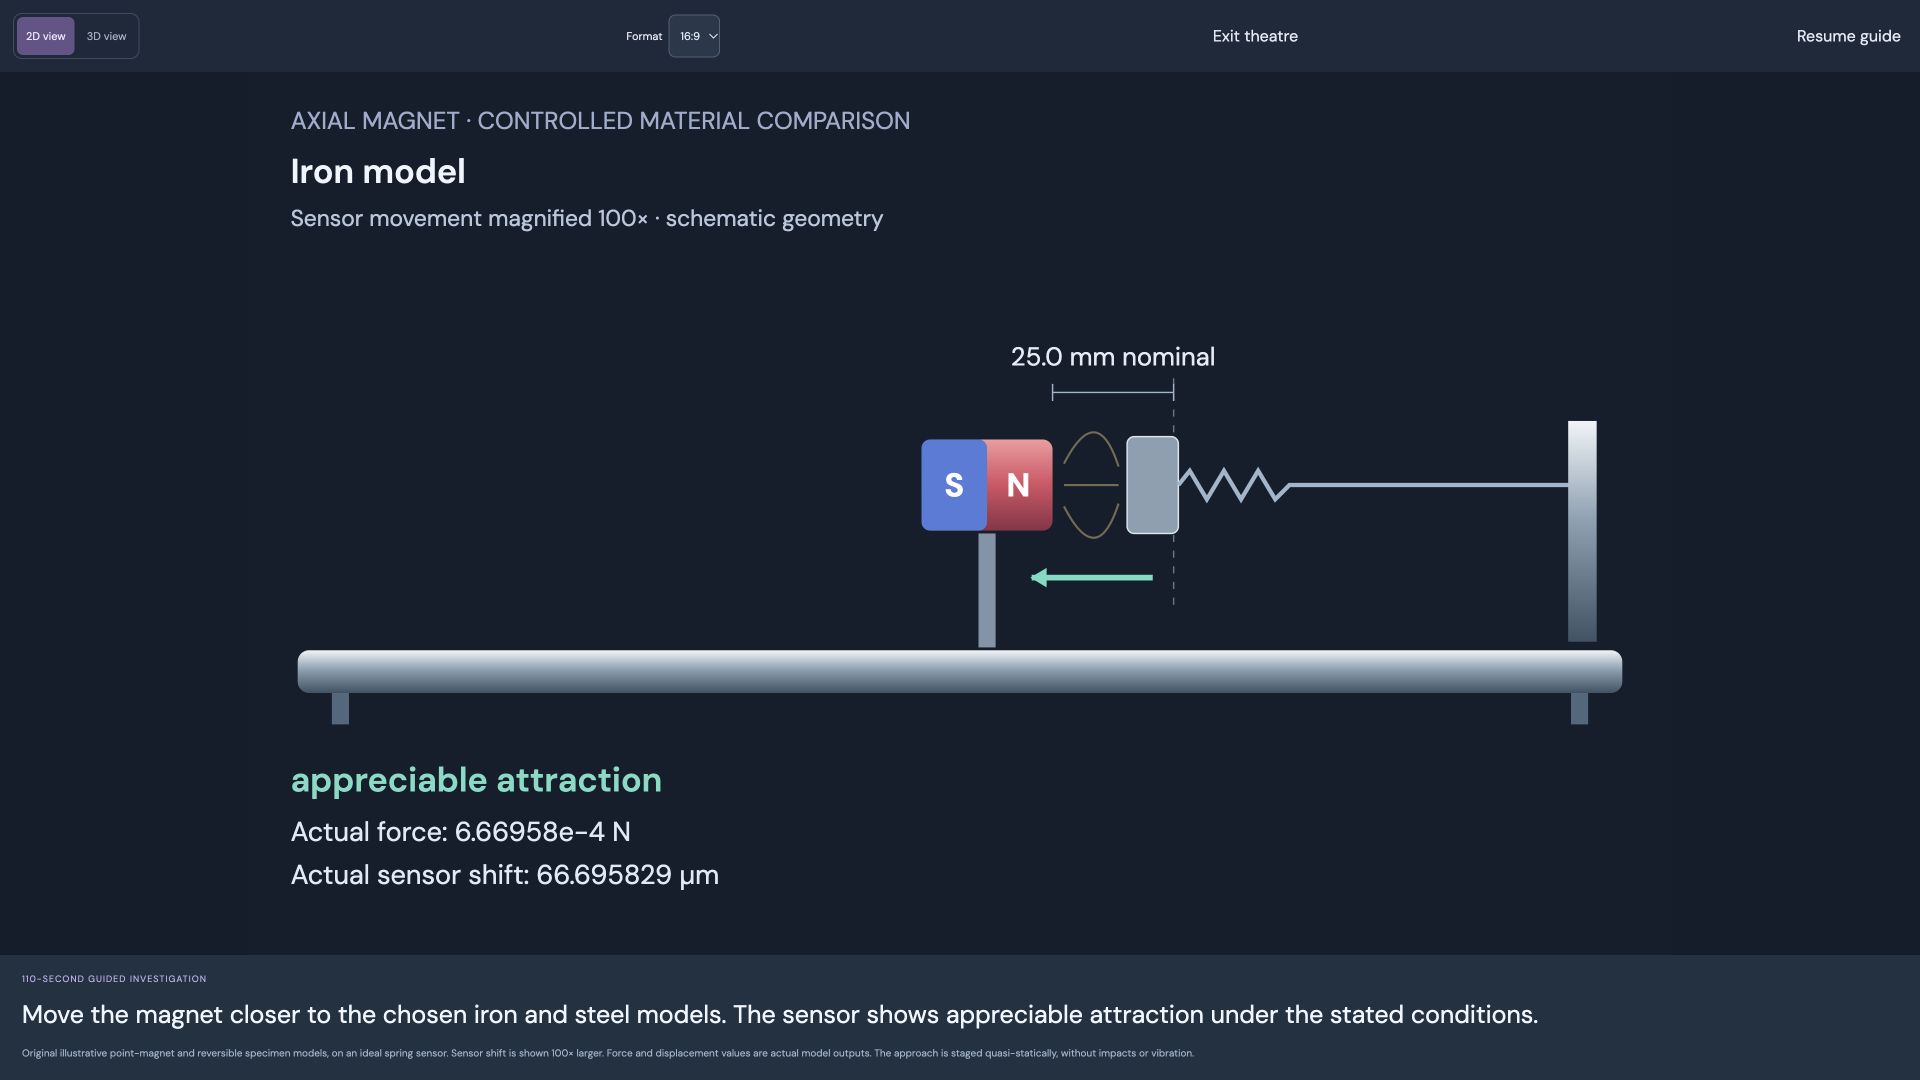 2D view
3D view
Format
16:9
Exit theatre
Resume guide
AXIAL MAGNET · CONTROLLED MATERIAL COMPARISON
Iron model
Sensor movement magnified 100× · schematic geometry
25.0 mm nominal
S N
appreciable attraction
Actual force: 6.66958e−4 N
Actual sensor shift: 66.695829 μm
110-SECOND GUIDED INVESTIGATION
Move the magnet closer to the chosen iron and steel models. The sensor shows appreciable attraction under the stated conditions.
Original illustrative point-magnet and reversible specimen models, on an ideal spring sensor. Sensor shift is shown 100× larger. Force and displacement values are actual model outputs. The approach is staged quasi-statically, without impacts or vibration.